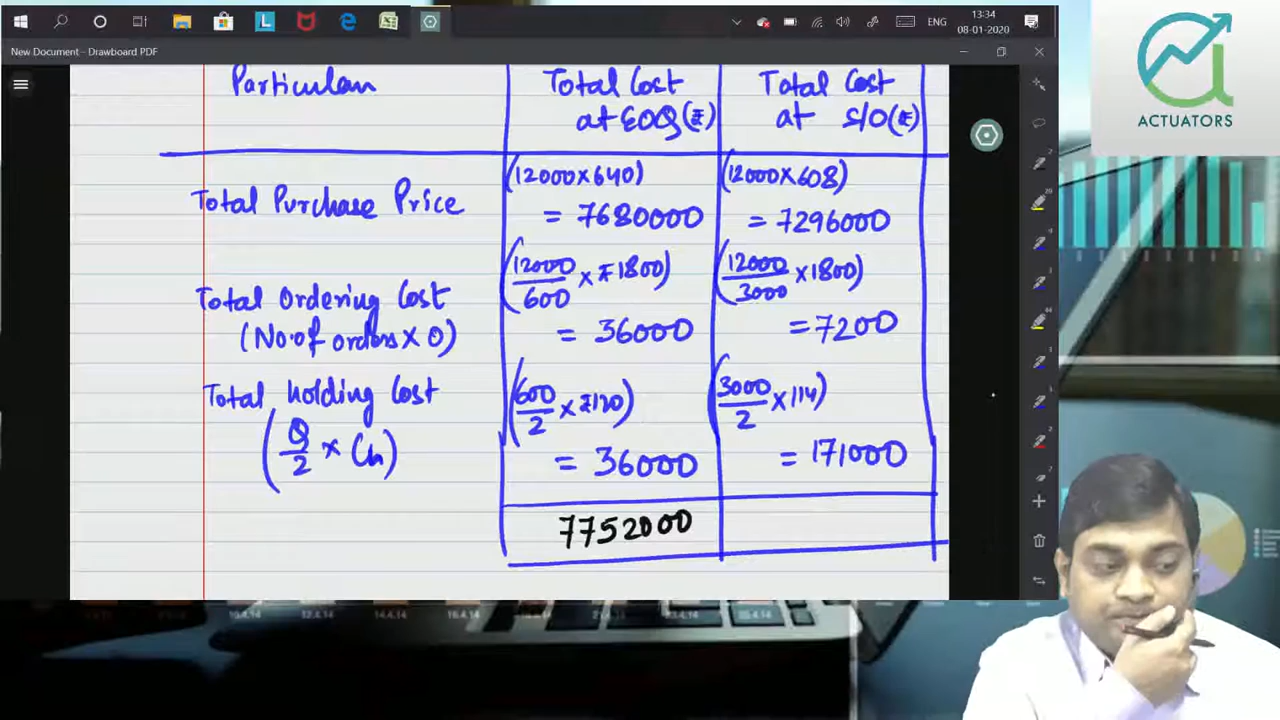 13:34
ENG
08-01-2020
New Document - Drawboard PDF
ACTUATORS
Particulars
Total Cost at EOQ (₹)
Total Cost at S/O (₹)
Total Purchase Price
(12000 × 640)
= 7680000
(12000 × 608)
= 7296000
Total Ordering Cost
(No. of orders × O)
(12000/600 × ₹1800)
= 36000
(12000/3000 × 1800)
= 7200
Total Holding Cost
(Q/2 × Ch)
(600/2 × ₹120)
= 36000
(3000/2 × 114)
= 171000
7752000